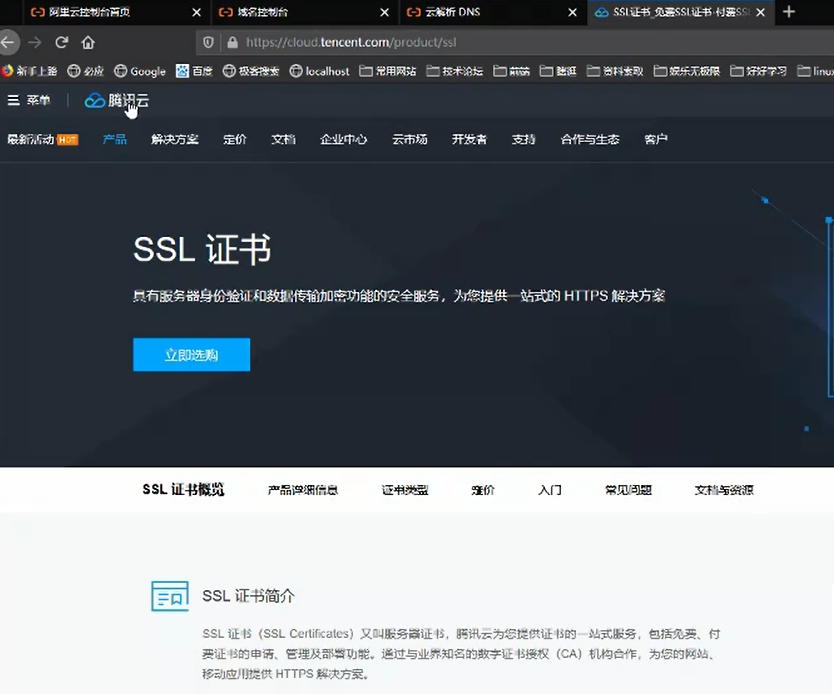 阿里云控制台首页
域名控制台
云解析 DNS
SSL证书_免费SSL证书-付费SS
https://cloud.tencent.com/product/ssl
新手上路 必应 Google 百度 极客搜索 localhost 常用网站 技术论坛 前端 资料索取 娱乐无极限 好好学习 linux
菜单 腾讯云
最新活动 HOT 产品 解决方案 定价 文档 企业中心 云市场 开发者 支持 合作与生态 客户
SSL 证书
具有服务器身份验证和数据传输加密功能的安全服务，为您提供一站式的 HTTPS 解决方案
立即选购
SSL 证书概览 产品详细信息 证书类型 定价 入门 常见问题 文档与资源
SSL 证书简介
SSL 证书（SSL Certificates）又叫服务器证书，腾讯云为您提供证书的一站式服务，包括免费、付
费证书的申请、管理及部署功能。通过与业界知名的数字证书授权（CA）机构合作，为您的网站、
移动应用提供 HTTPS 解决方案。